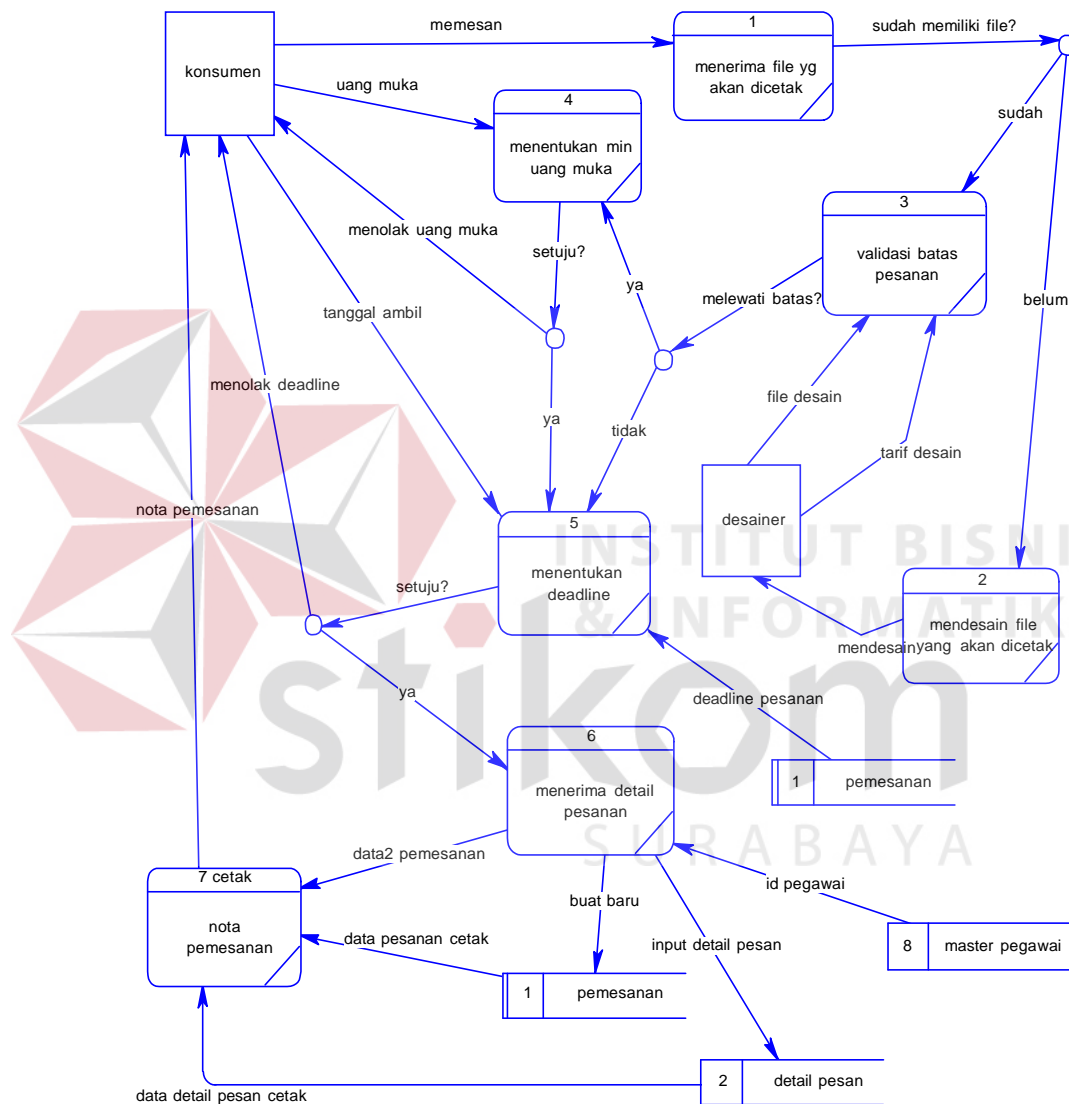 memesan
1
sudah memiliki file?
konsumen
menerima file yg
akan dicetak
uang muka
4
sudah
menentukan min
uang muka
3
menolak uang muka
setuju?
validasi batas
pesanan
ya
melewati batas?
belum
tanggal ambil
menolak deadline
file desain
ya
tidak
tarif desain
nota pemesanan
desainer
5
INSTITUT BISNI
menentukan
deadline
setuju?
2
& INFORMATIK
mendesain file
yang akan dicetak
mendesain
stikom
ya
deadline pesanan
6
menerima detail
pesanan
1 pemesanan
SURABAYA
data2 pemesanan
7 cetak
id pegawai
buat baru
nota
pemesanan
data pesanan cetak
input detail pesan
8 master pegawai
1 pemesanan
2 detail pesan
data detail pesan cetak